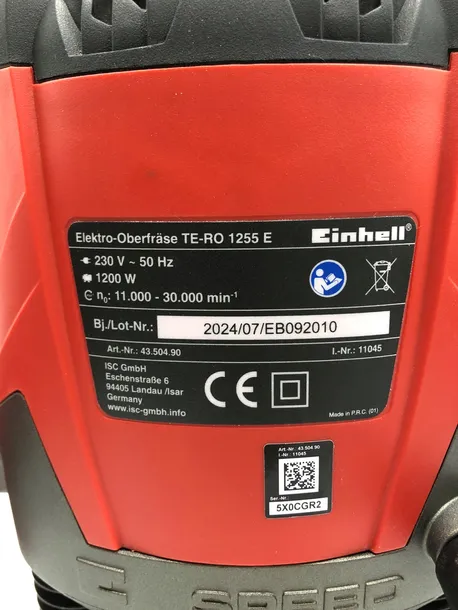 Elektro-Oberfräse TE-RO 1255 E
Einhell®
230 V ~ 50 Hz
1200 W
n₀: 11.000 - 30.000 min⁻¹
Bj./Lot-Nr.: 2024/07/EB092010
Art.-Nr.: 43.504.90 I.-Nr.: 11045
ISC GmbH
Eschenstraße 6
94405 Landau /Isar
Germany
www.isc-gmbh.info
CE
Made in P.R.C. (01)
Art.-Nr.: 43.504.90
I.-Nr.: 11045
Ser.-Nr.:
5X0CGR2
SPEED